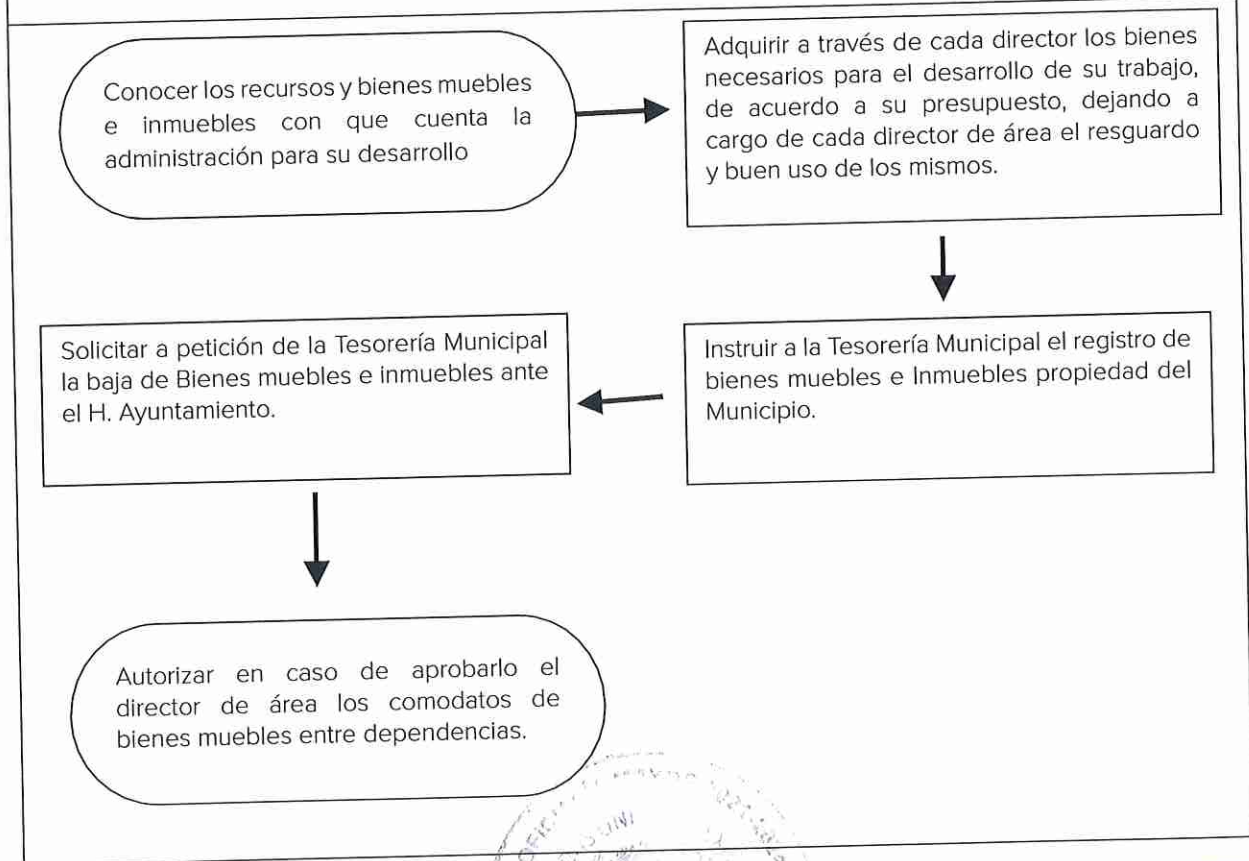 Conocer los recursos y bienes muebles
e inmuebles con que cuenta la
administración para su desarrollo
Adquirir a través de cada director los bienes
necesarios para el desarrollo de su trabajo,
de acuerdo a su presupuesto, dejando a
cargo de cada director de área el resguardo
y buen uso de los mismos.
Instruir a la Tesorería Municipal el registro de
bienes muebles e Inmuebles propiedad del
Municipio.
Solicitar a petición de la Tesorería Municipal
la baja de Bienes muebles e inmuebles ante
el H. Ayuntamiento.
Autorizar en caso de aprobarlo el
director de área los comodatos de
bienes muebles entre dependencias.